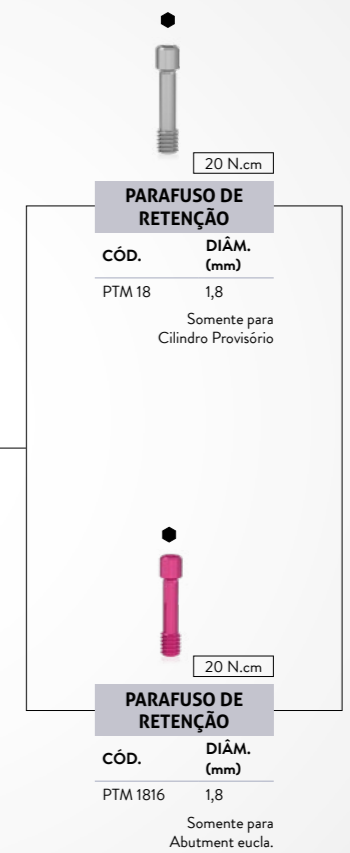 20 N.cm
PARAFUSO DE
RETENÇÃO
CÓD. DIÂM.
(mm)
PTM 18 1,8
Somente para
Cilindro Provisório
20 N.cm
PARAFUSO DE
RETENÇÃO
CÓD. DIÂM.
(mm)
PTM 1816 1,8
Somente para
Abutment eucla.